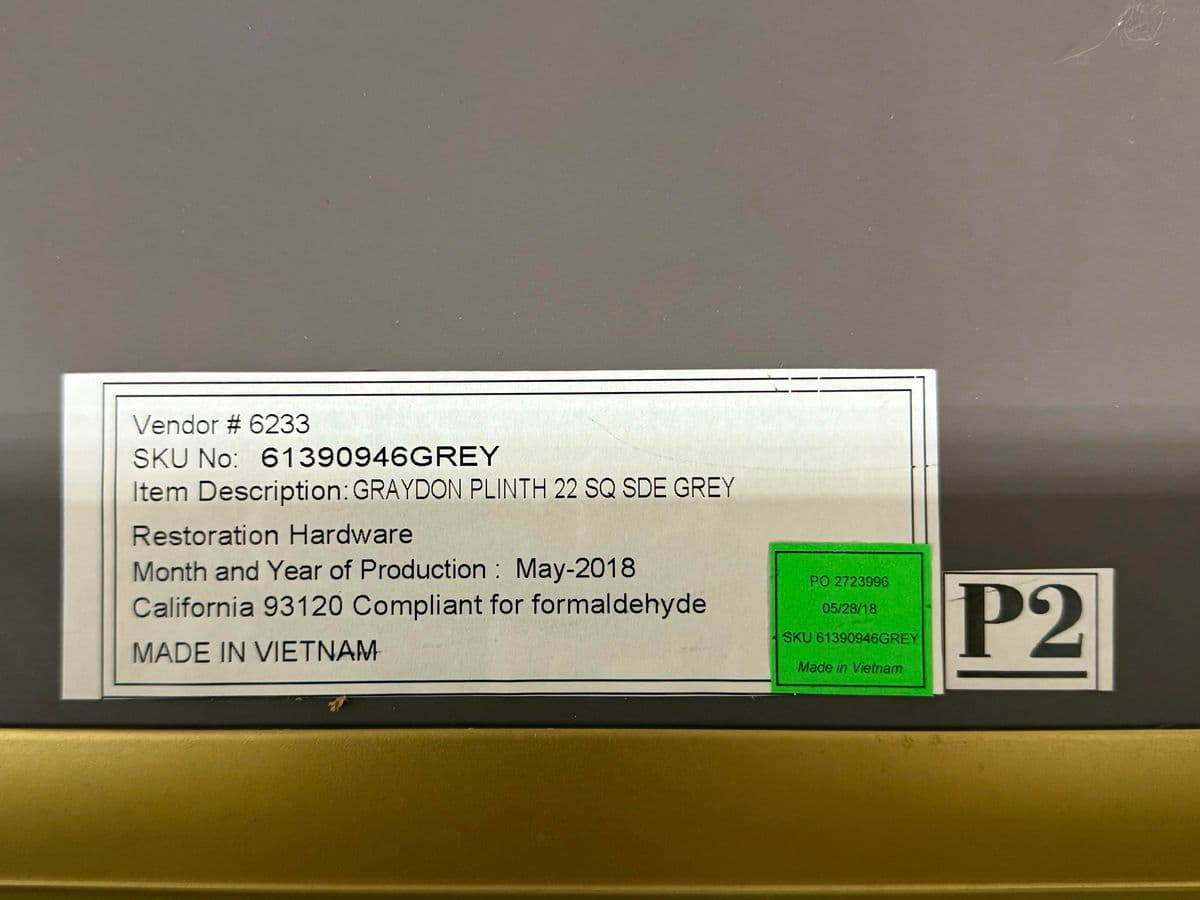 Vendor # 6233
SKU No: 61390946GREY
Item Description: GRAYDON PLINTH 22 SQ SDE GREY
Restoration Hardware
Month and Year of Production : May-2018
California 93120 Compliant for formaldehyde
MADE IN VIETNAM
PO 2723996
05/28/18
SKU 61390946GREY
Made in Vietnam
P2